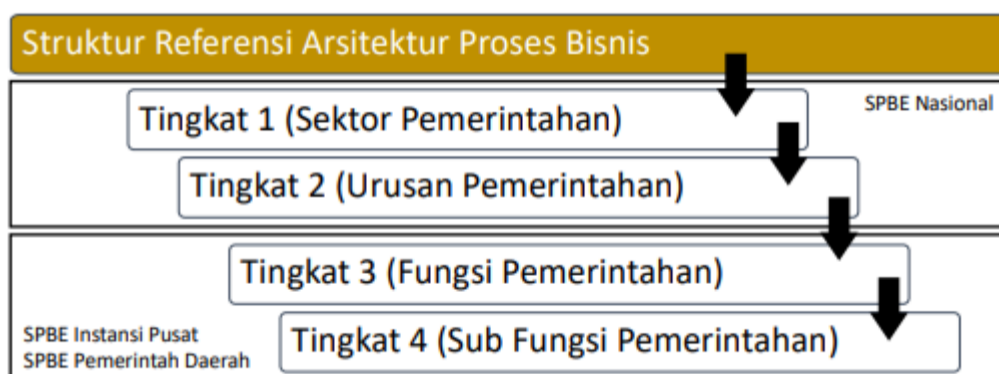 Struktur Referensi Arsitektur Proses Bisnis
SPBE Nasional
Tingkat 1 (Sektor Pemerintahan)
Tingkat 2 (Urusan Pemerintahan)
Tingkat 3 (Fungsi Pemerintahan)
SPBE Instansi Pusat
SPBE Pemerintah Daerah
Tingkat 4 (Sub Fungsi Pemerintahan)